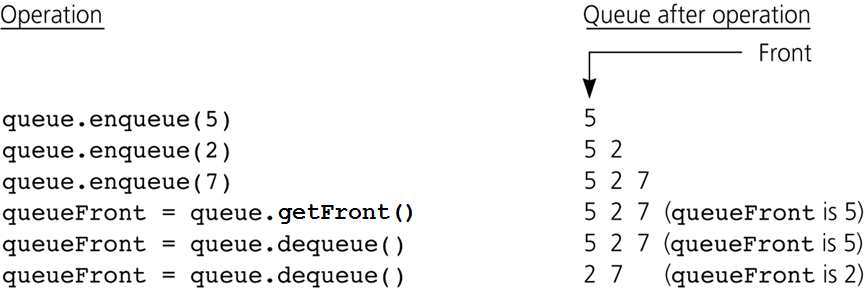 Operation Queue after operation
Front
queue.enqueue(5) 5
queue.enqueue(2) 5 2
queue.enqueue(7) 5 2 7
queueFront = queue.getFront() 5 2 7 (queueFront is 5)
queueFront = queue.dequeue() 5 2 7 (queueFront is 5)
queueFront = queue.dequeue() 2 7 (queueFront is 2)